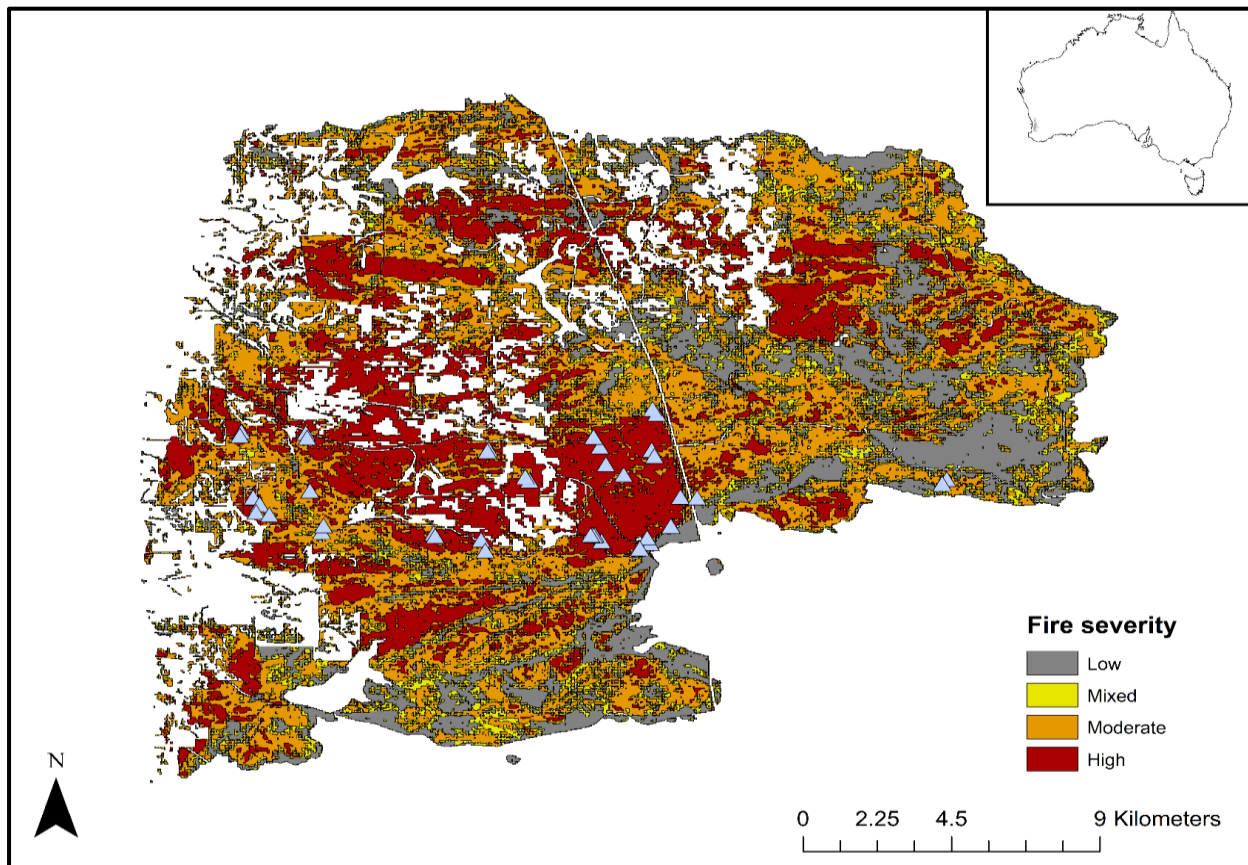 Fire severity
Low
Mixed
Moderate
High
N
0 2.25 4.5 9 Kilometers